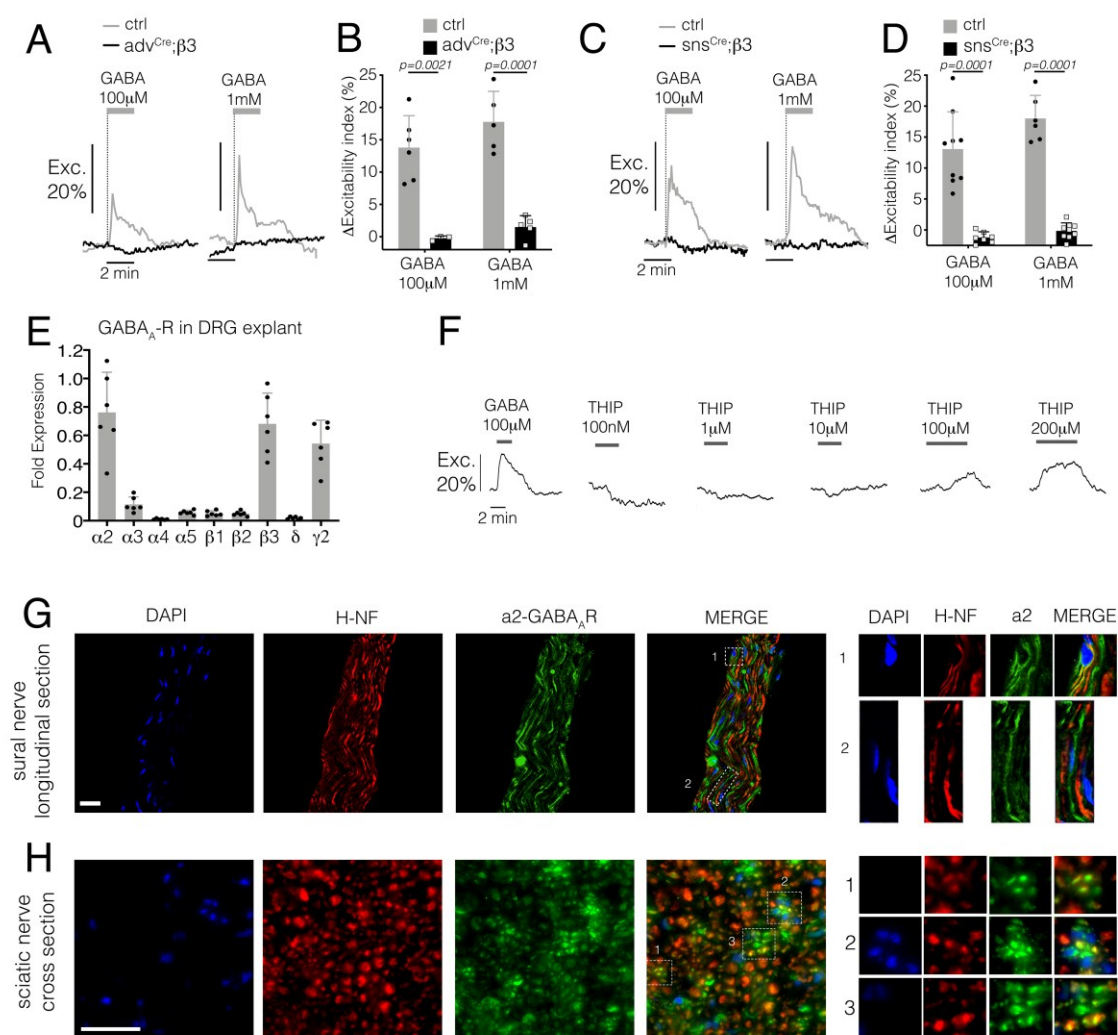 A
ctrl
adv^Cre;β3
GABA
100μM
GABA
1mM
Exc.
20%
2 min
B
ctrl
adv^Cre;β3
p=0.0021
p=0.0001
ΔExcitability index (%)
25
20
15
10
5
0
GABA
100μM
GABA
1mM
C
ctrl
sns^Cre;β3
GABA
100μM
GABA
1mM
Exc.
20%
2 min
D
ctrl
sns^Cre;β3
p=0.0001
p=0.0001
ΔExcitability index (%)
25
20
15
10
5
0
GABA
100μM
GABA
1mM
E
GABA_A-R in DRG explant
Fold Expression
1.2
1.0
0.8
0.6
0.4
0.2
0
α2 α3 α4 α5 β1 β2 β3 δ γ2
F
GABA
100μM
THIP
100nM
THIP
1μM
THIP
10μM
THIP
100μM
THIP
200μM
Exc.
20%
2 min
G
DAPI H-NF a2-GABA_AR MERGE
DAPI H-NF a2 MERGE
sural nerve
longitudinal section
1
2
1
2
H
sciatic nerve
cross section
1
2
3
1
2
3